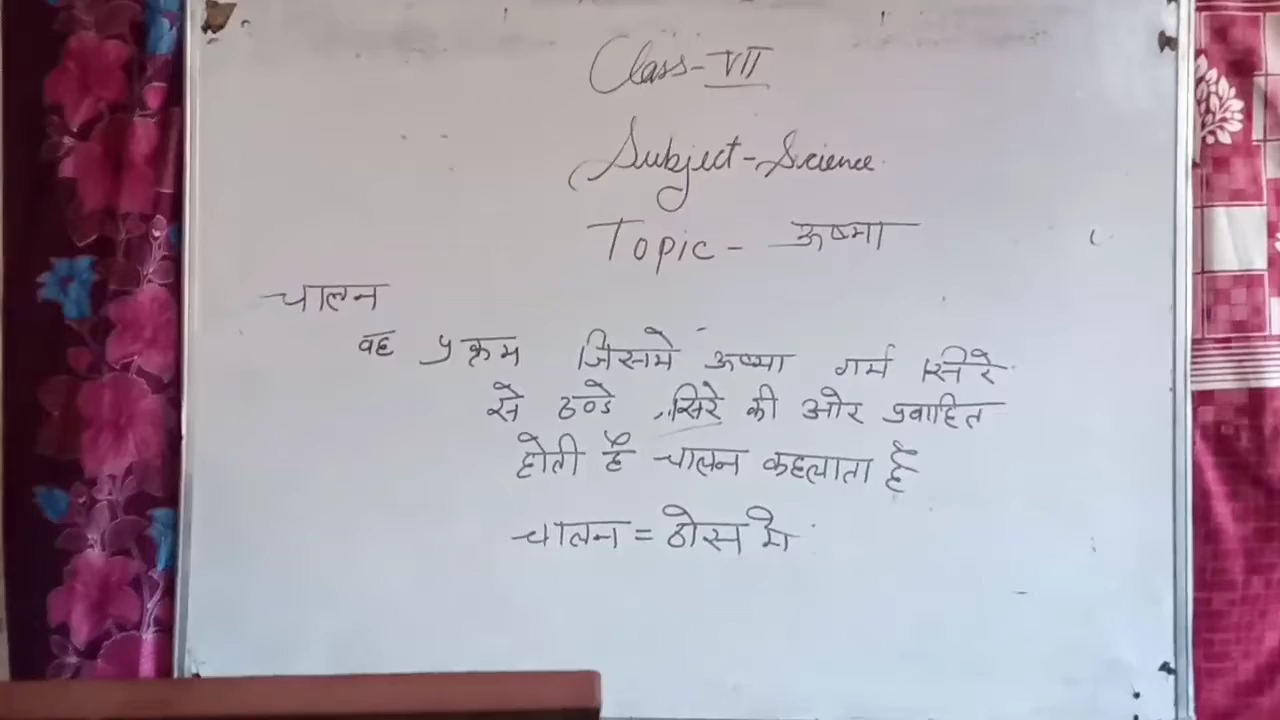 Class-VII
Subject-Science
Topic- ऊष्मा
चालन
वह प्रक्रम जिसमे ऊष्मा गर्म सिरे
से ठण्डे सिरे की ओर प्रवाहित
होती है चालन कहलाता है
चालन = ठोस मे